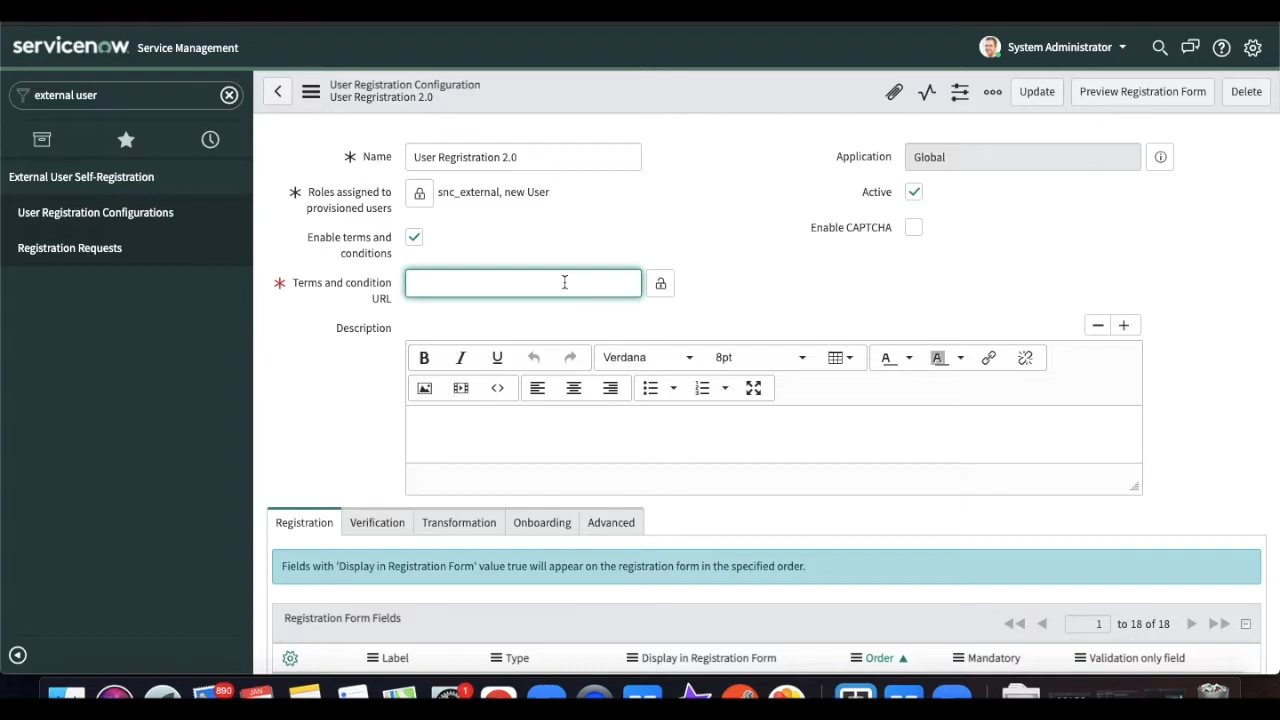 servicenow Service Management
System Administrator
external user
User Registration Configuration
User Regristration 2.0
Update
Preview Registration Form
Delete
External User Self-Registration
User Registration Configurations
Registration Requests
Name
User Regristration 2.0
Application
Global
Roles assigned to
provisioned users
snc_external, new User
Active
Enable terms and
conditions
Enable CAPTCHA
Terms and condition
URL
Description
B I U
Verdana
8pt
A
A
Registration
Verification
Transformation
Onboarding
Advanced
Fields with 'Display in Registration Form' value true will appear on the registration form in the specified order.
Registration Form Fields
1 to 18 of 18
Label
Type
Display in Registration Form
Order
Mandatory
Validation only field
890
JAN
1